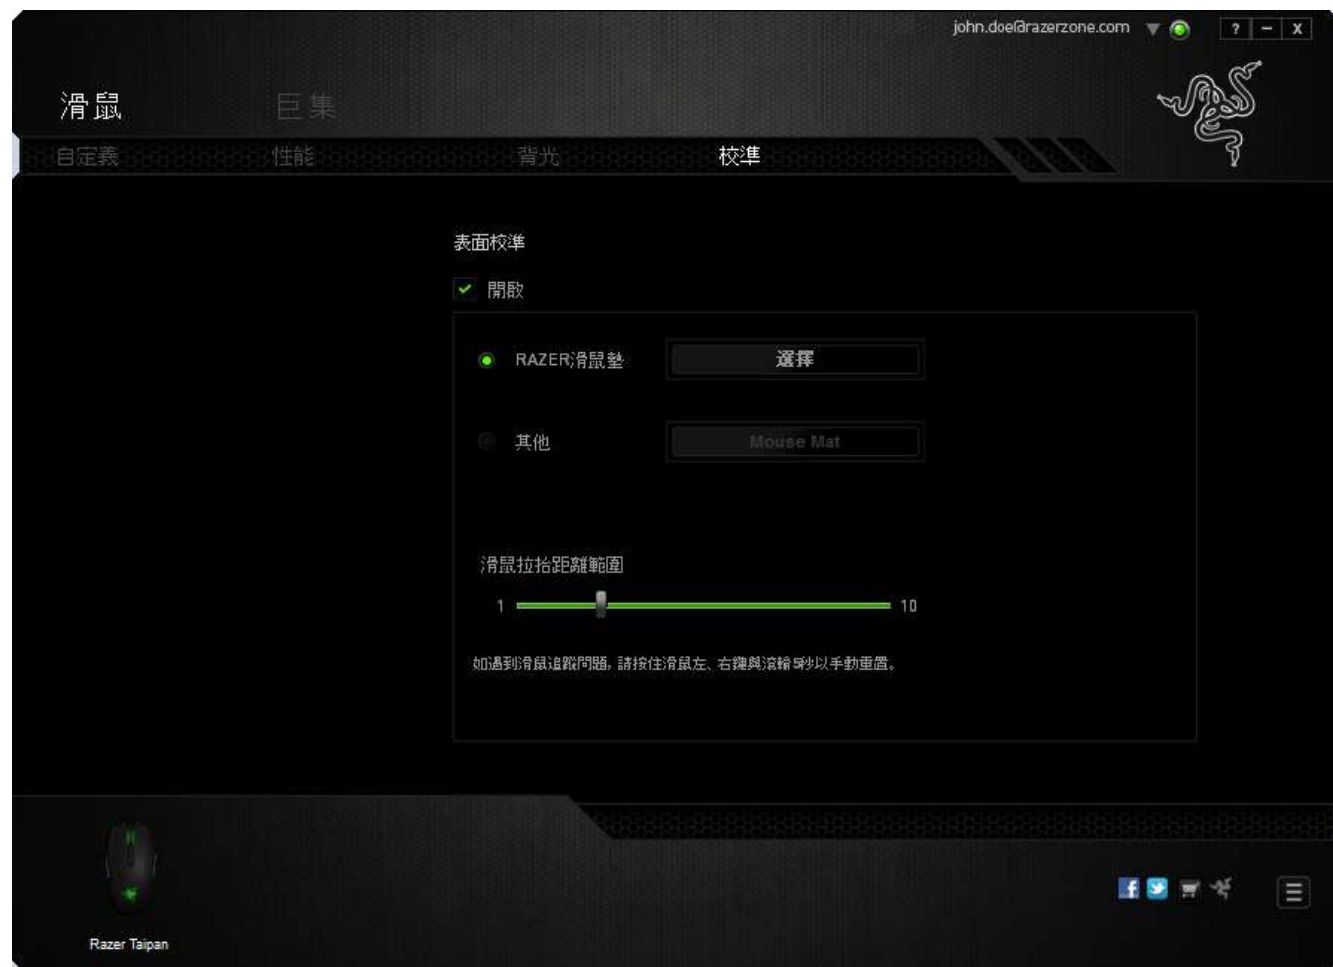 john.doe@razerzone.com
? – X
滑鼠 巨集
自定義 性能 背光 校準
表面校準
開啟
RAZER滑鼠墊 選擇
其他 Mouse Mat
滑鼠拉抬距離範圍
1 10
如遇到滑鼠追蹤問題, 請按住滑鼠左、右鍵與滾輪5秒以手動重置。
Razer Taipan